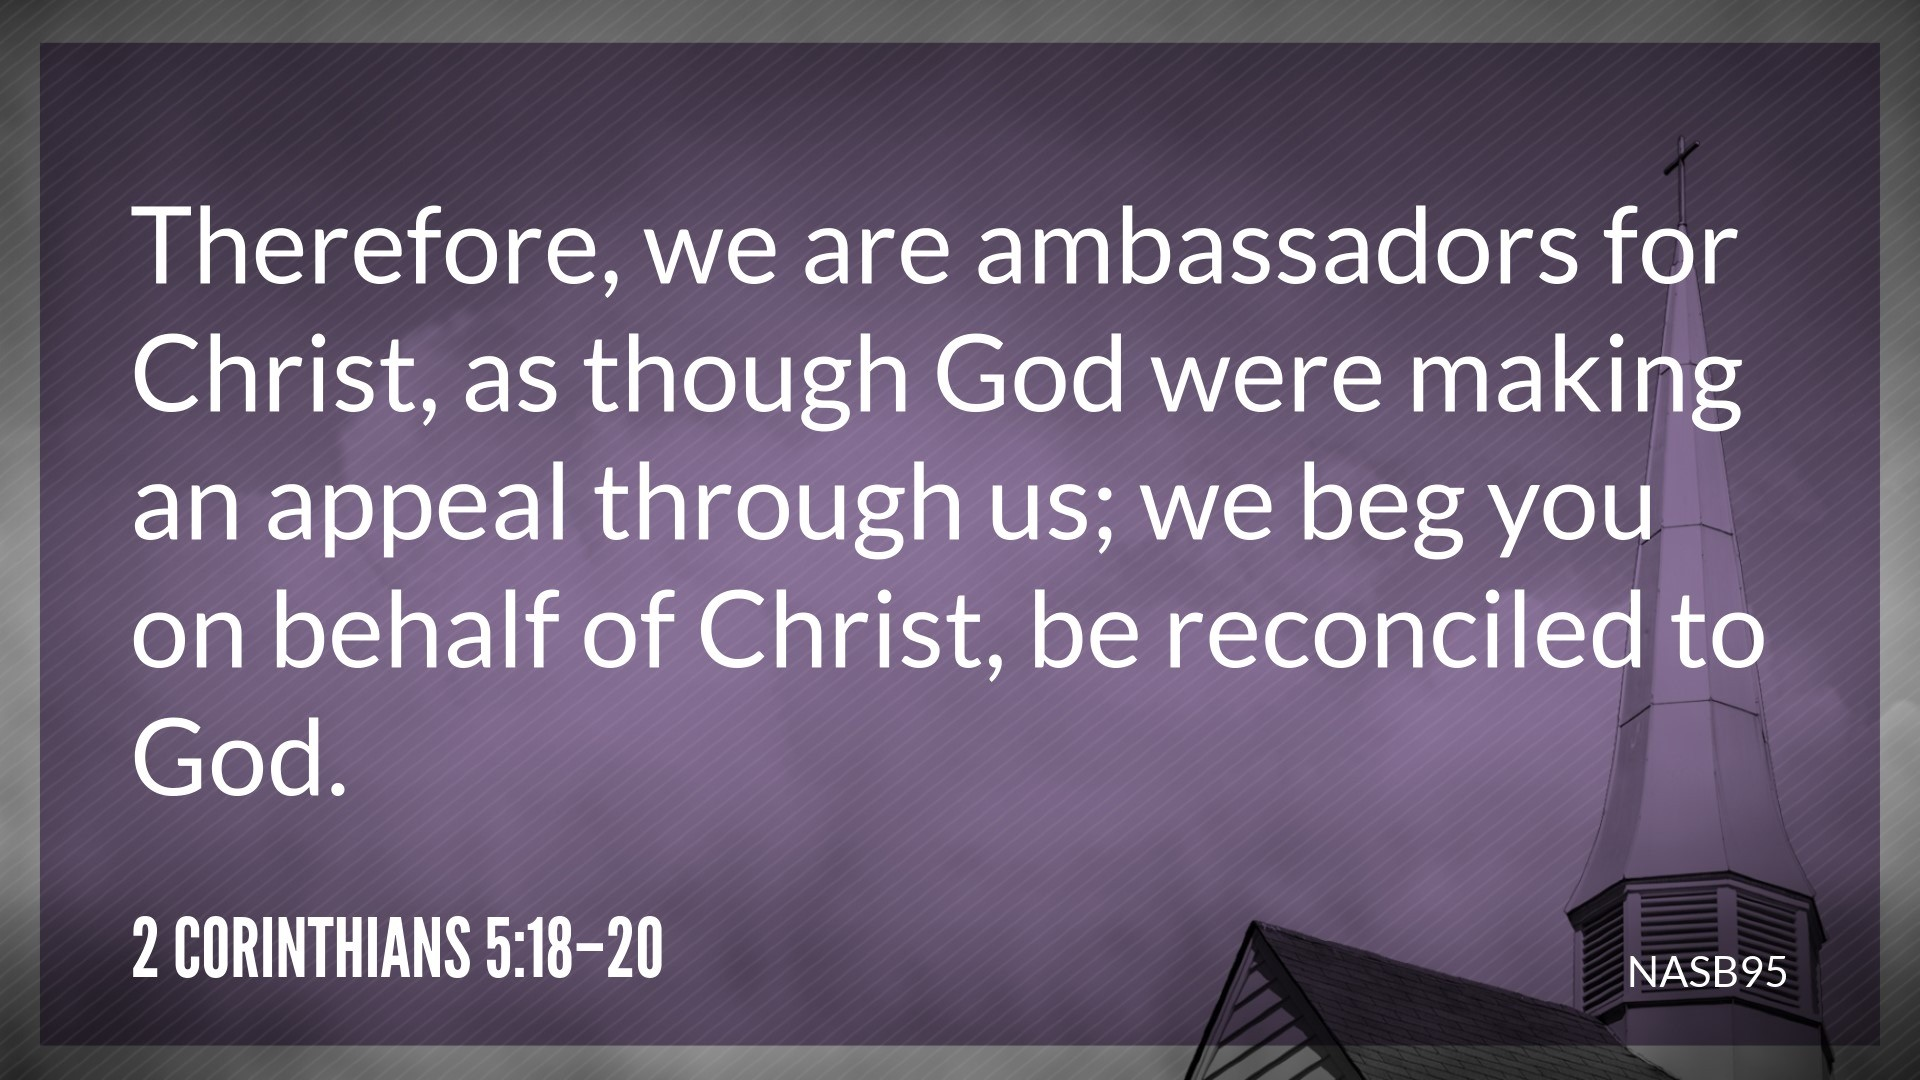 Therefore, we are ambassadors for
Christ, as though God were making
an appeal through us; we beg you
on behalf of Christ, be reconciled to
God.
2 CORINTHIANS 5:18–20
NASB95